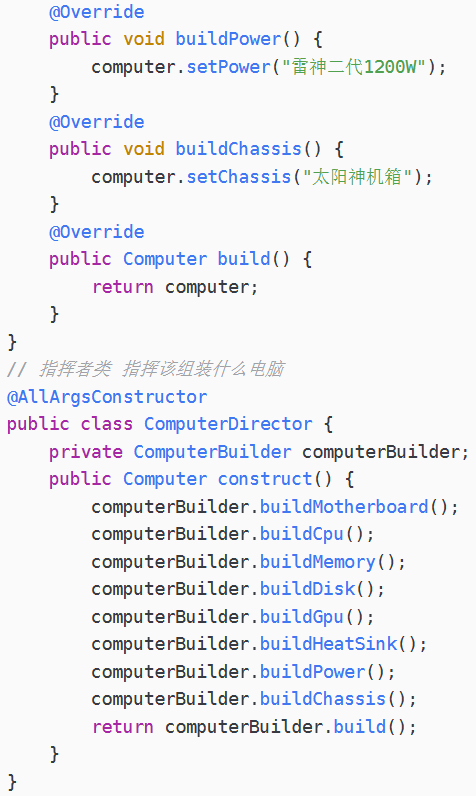 @Override
    public void buildPower() {
        computer.setPower("雷神二代1200W");
    }
    @Override
    public void buildChassis() {
        computer.setChassis("太阳神机箱");
    }
    @Override
    public Computer build() {
        return computer;
    }
}
// 指挥者类 指挥该组装什么电脑
@AllArgsConstructor
public class ComputerDirector {
    private ComputerBuilder computerBuilder;
    public Computer construct() {
        computerBuilder.buildMotherboard();
        computerBuilder.buildCpu();
        computerBuilder.buildMemory();
        computerBuilder.buildDisk();
        computerBuilder.buildGpu();
        computerBuilder.buildHeatSink();
        computerBuilder.buildPower();
        computerBuilder.buildChassis();
        return computerBuilder.build();
    }
}